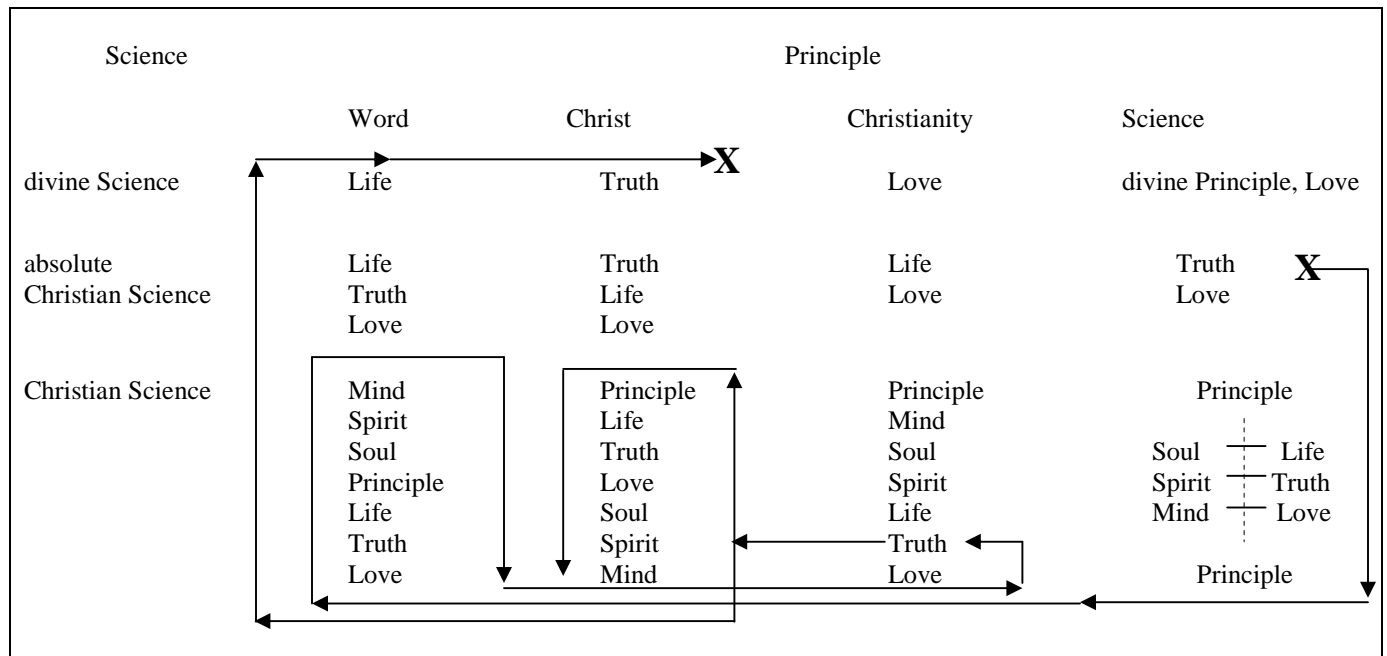 Science Principle
Word Christ Christianity Science
X
divine Science Life Truth Love divine Principle, Love
absolute Life Truth Life Truth X
Christian Science Truth Life Love Love
Love Love
Christian Science Mind Principle Principle Principle
Spirit Life Mind
Soul Truth Soul Soul Life
Principle Love Spirit Spirit Truth
Life Soul Life Mind Love
Truth Spirit Truth
Love Mind Love Principle